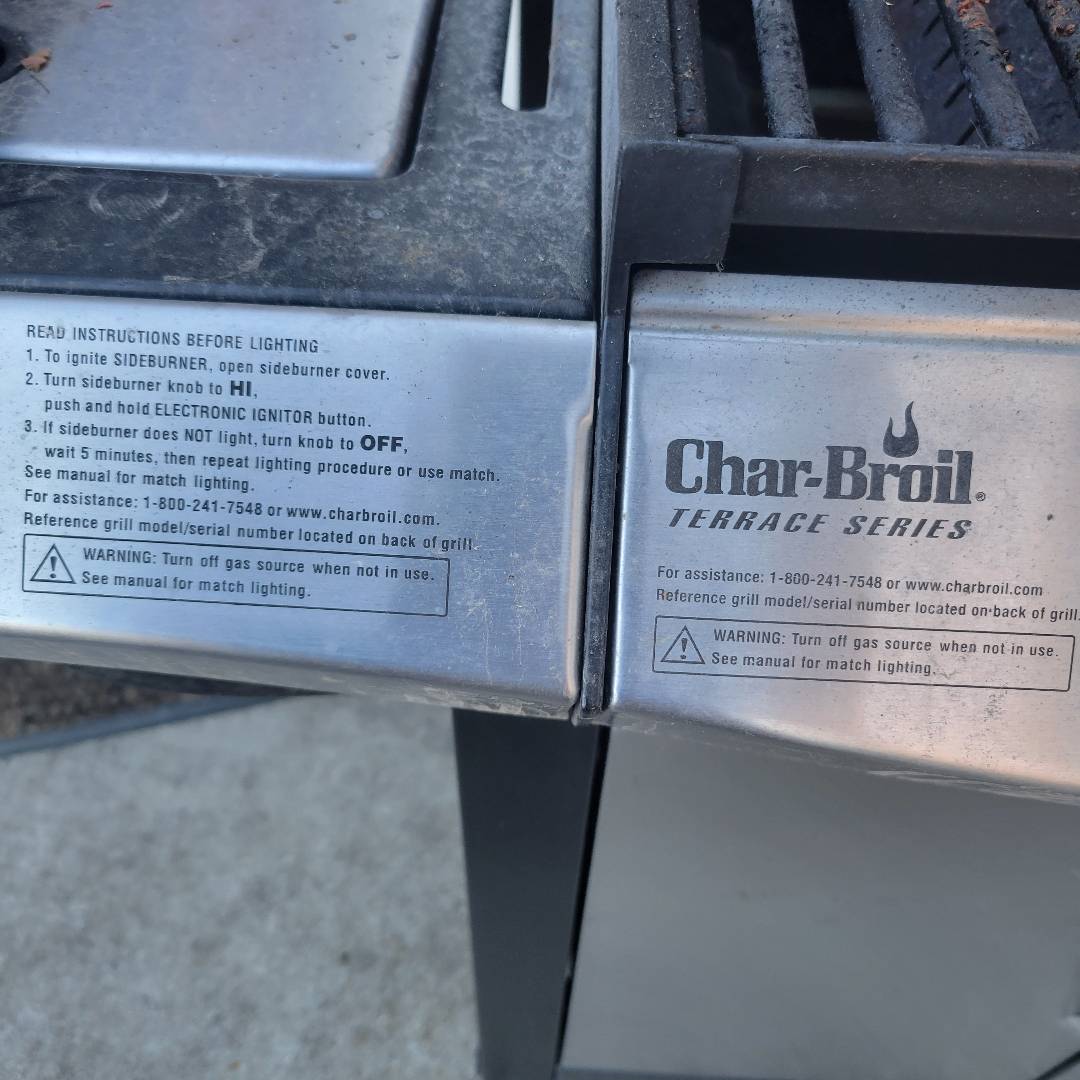 READ INSTRUCTIONS BEFORE LIGHTING
1. To ignite SIDEBURNER, open sideburner cover.
2. Turn sideburner knob to HI,
push and hold ELECTRONIC IGNITOR button.
3. If sideburner does NOT light, turn knob to OFF,
wait 5 minutes, then repeat lighting procedure or use match.
See manual for match lighting.
For assistance: 1-800-241-7548 or www.charbroil.com.
Reference grill model/serial number located on back of grill.
WARNING: Turn off gas source when not in use.
See manual for match lighting.
Char-Broil®
TERRACE SERIES
For assistance: 1-800-241-7548 or www.charbroil.com
Reference grill model/serial number located on back of grill.
WARNING: Turn off gas source when not in use.
See manual for match lighting.